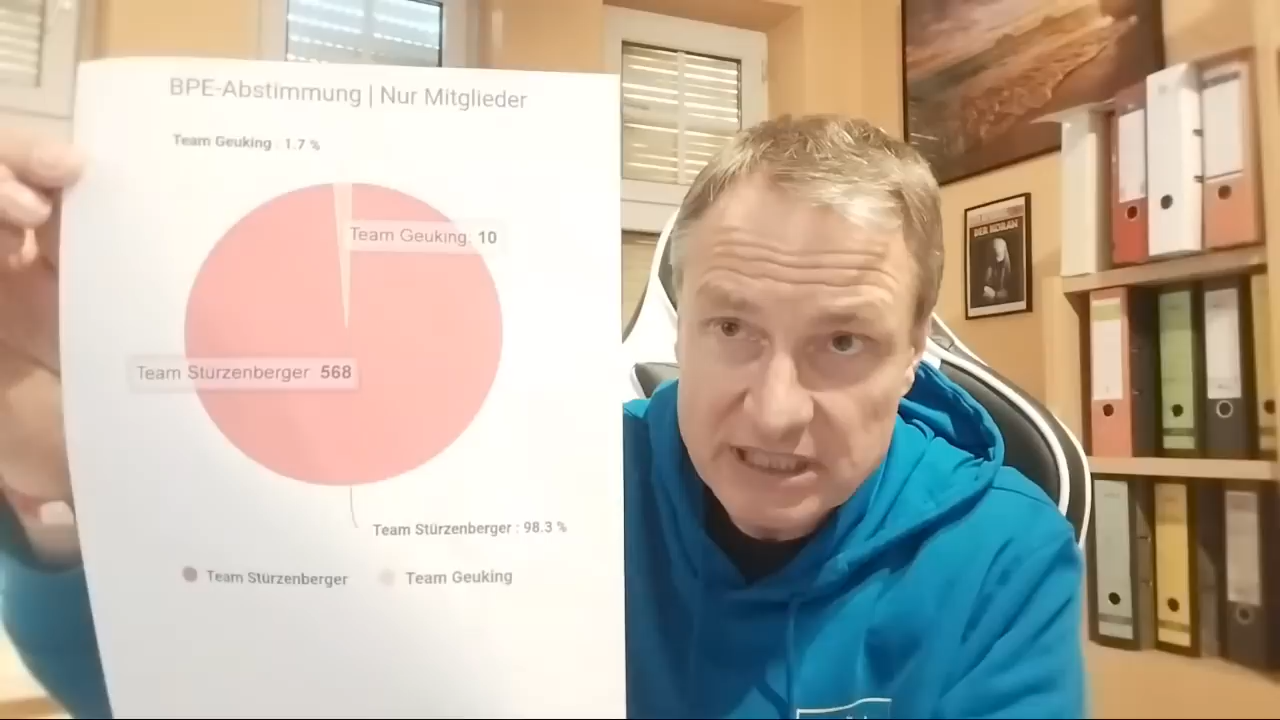 BPE-Abstimmung | Nur Mitglieder
Team Geuking : 1.7 %
Team Geuking: 10
Team Stürzenberger 568
Team Stürzenberger : 98.3 %
Team Stürzenberger
Team Geuking
DER KORAN